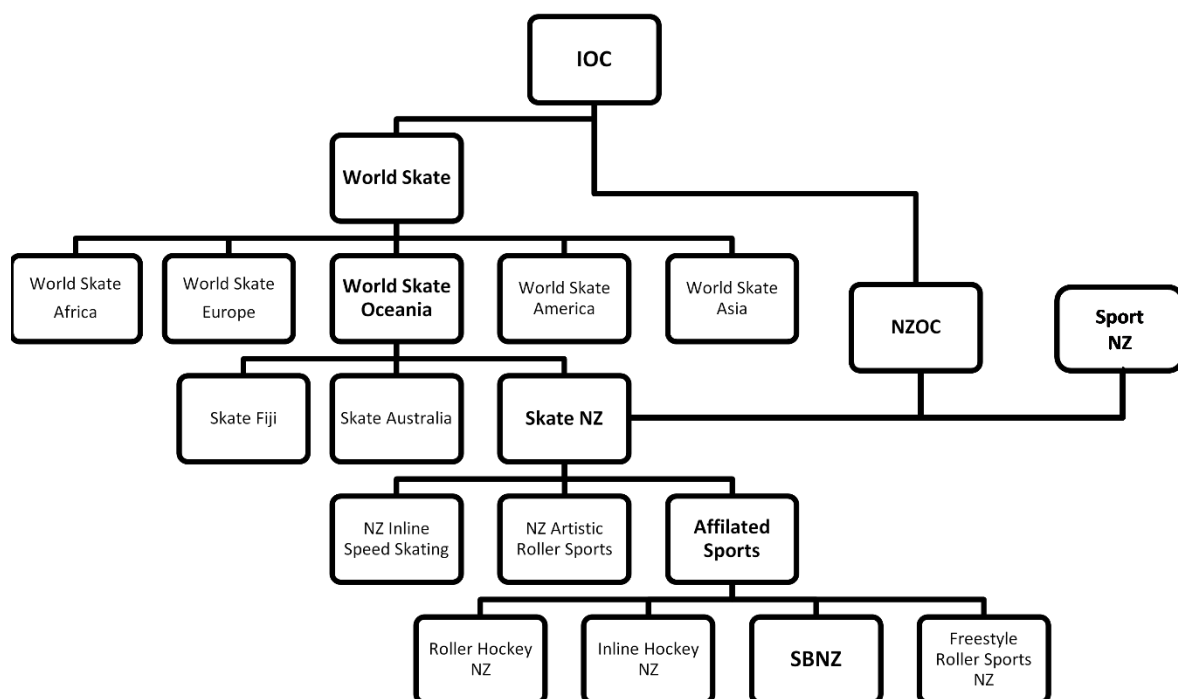 IOC
World Skate
World Skate
Africa
World Skate
Europe
World Skate
Oceania
World Skate
America
World Skate
Asia
NZOC
Sport
NZ
Skate Fiji
Skate Australia
Skate NZ
NZ Inline
Speed Skating
NZ Artistic
Roller Sports
Affilated
Sports
Roller Hockey
NZ
Inline Hockey
NZ
SBNZ
Freestyle
Roller Sports
NZ